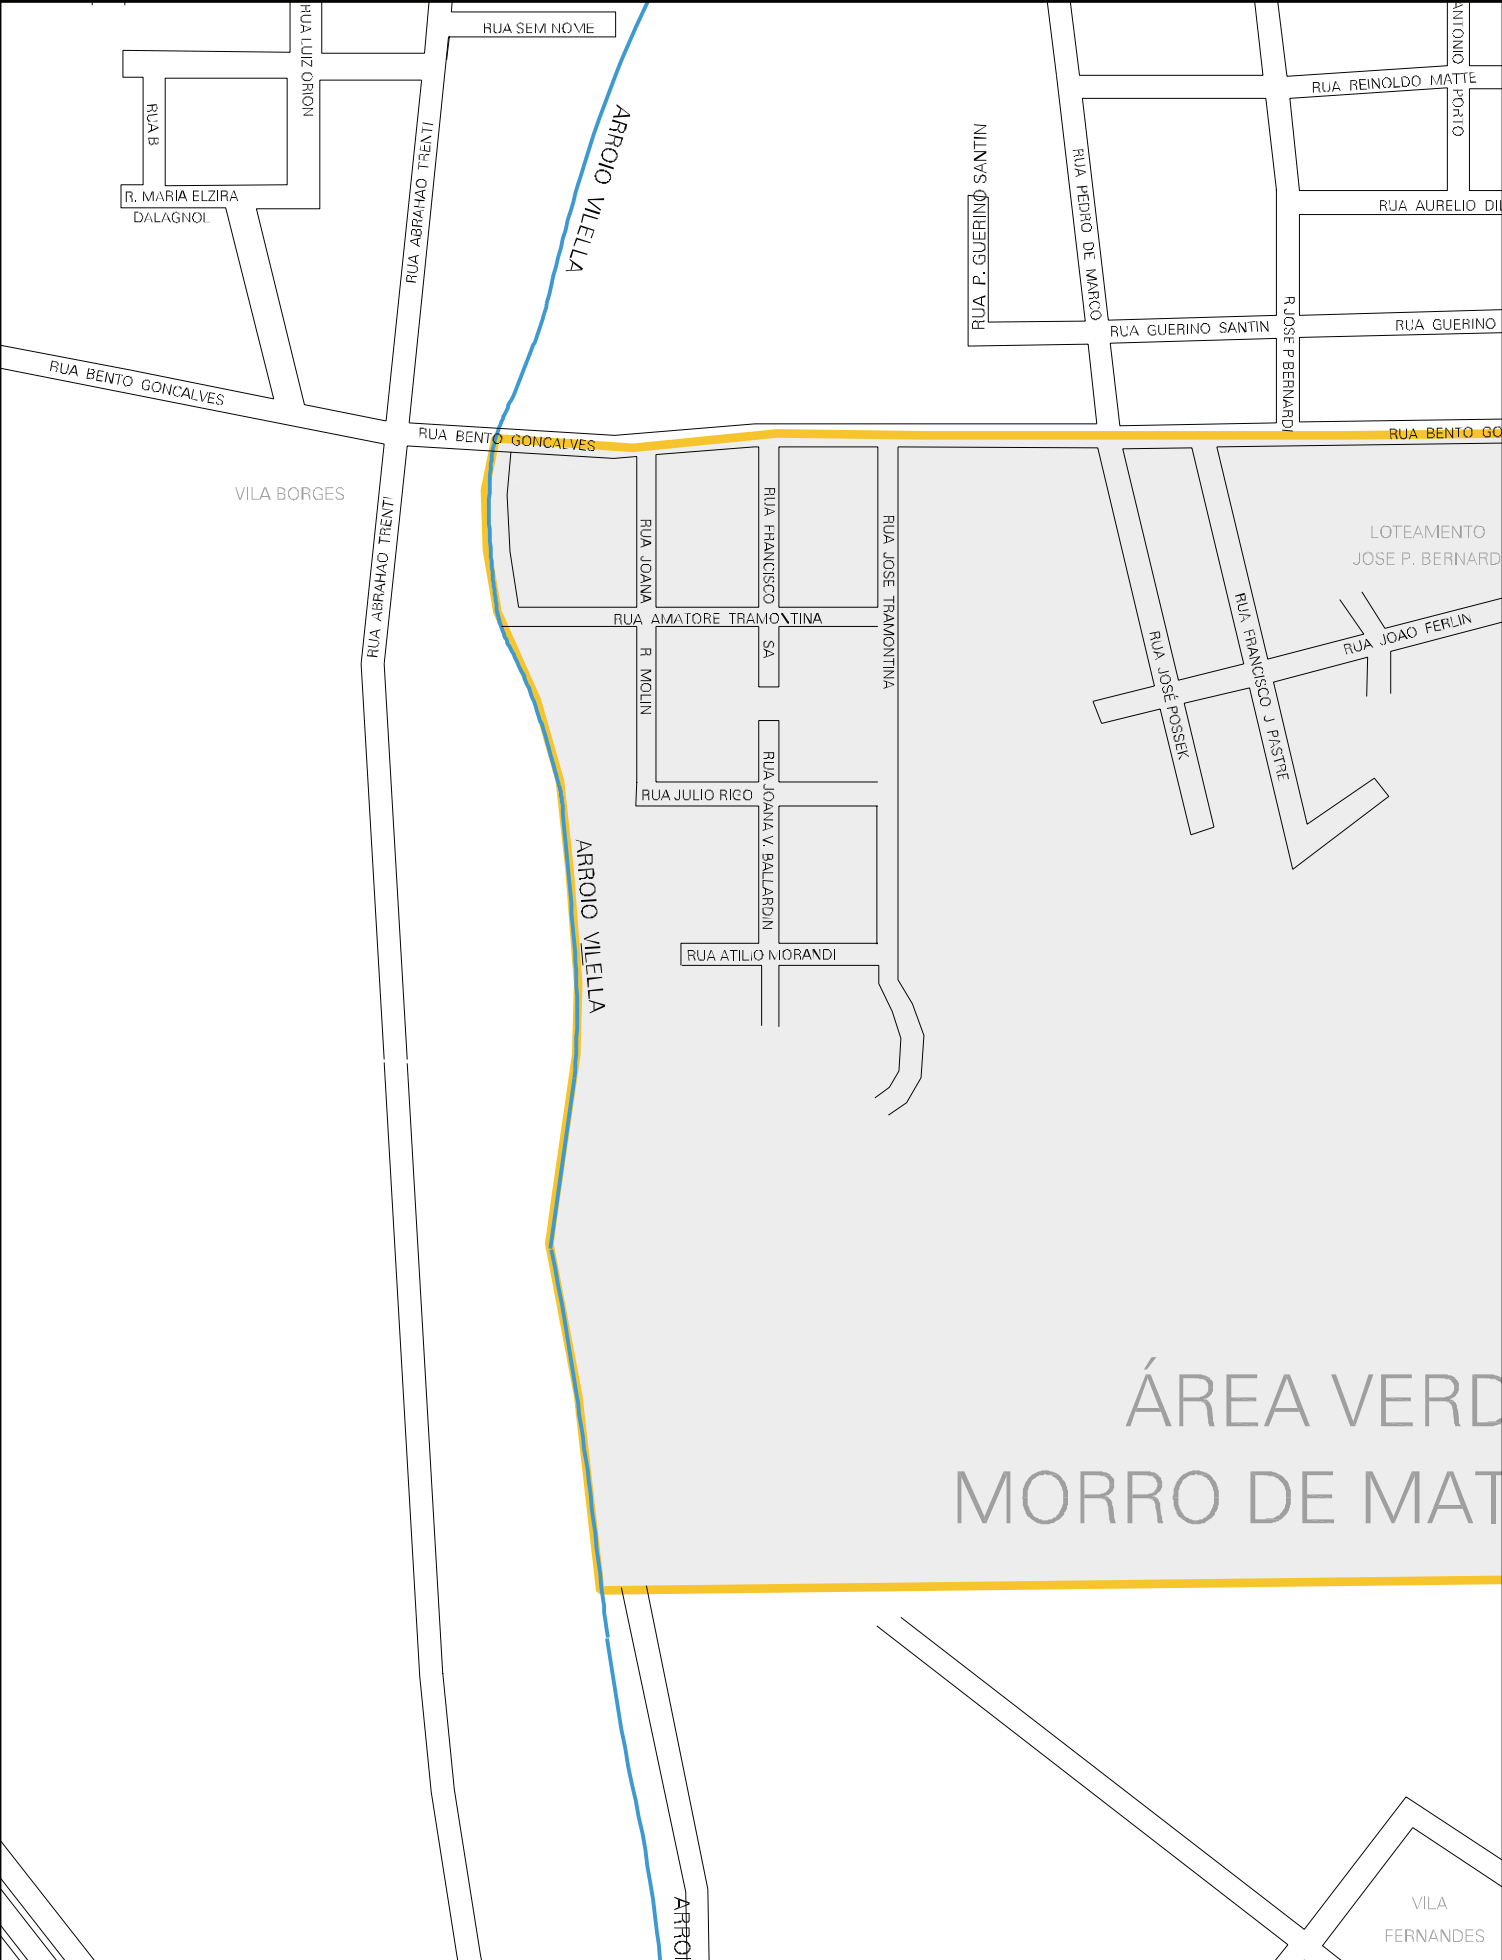 RUA SEM NOME
RUA LUIZ ORION
ANTONIO PORTO
RUA REINOLDO MATTE
RUA B
ARROIO VILELLA
RUA ABRAHAO TRENTI
RUA P. GUERINO SANTIN
RUA PEDRO DE MARCO
R. MARIA ELZIRA
DALAGNOL
RUA AURELIO DIL
RUA GUERINO SANTIN
R JOSE P BERNARDI
RUA GUERINO
RUA BENTO GONCALVES
RUA BENTO GONCALVES
RUA BENTO GO
VILA BORGES
RUA ABRAHAO TRENTI
RUA JOANA
R MOLIN
RUA FRANCISCO SA
RUA JOSE TRAMONTINA
LOTEAMENTO
JOSE P. BERNARD
RUA AMATORE TRAMONTINA
RUA JOSÉ POSSEK
RUA FRANCISCO J PASTRE
RUA JOAO FERLIN
RUA JULIO RIGO
RUA JOANA V. BALLARDIN
ARROIO VILELLA
RUA ATILIO MORANDI
ÁREA VERD
MORRO DE MAT
ARROI
VILA
FERNANDES